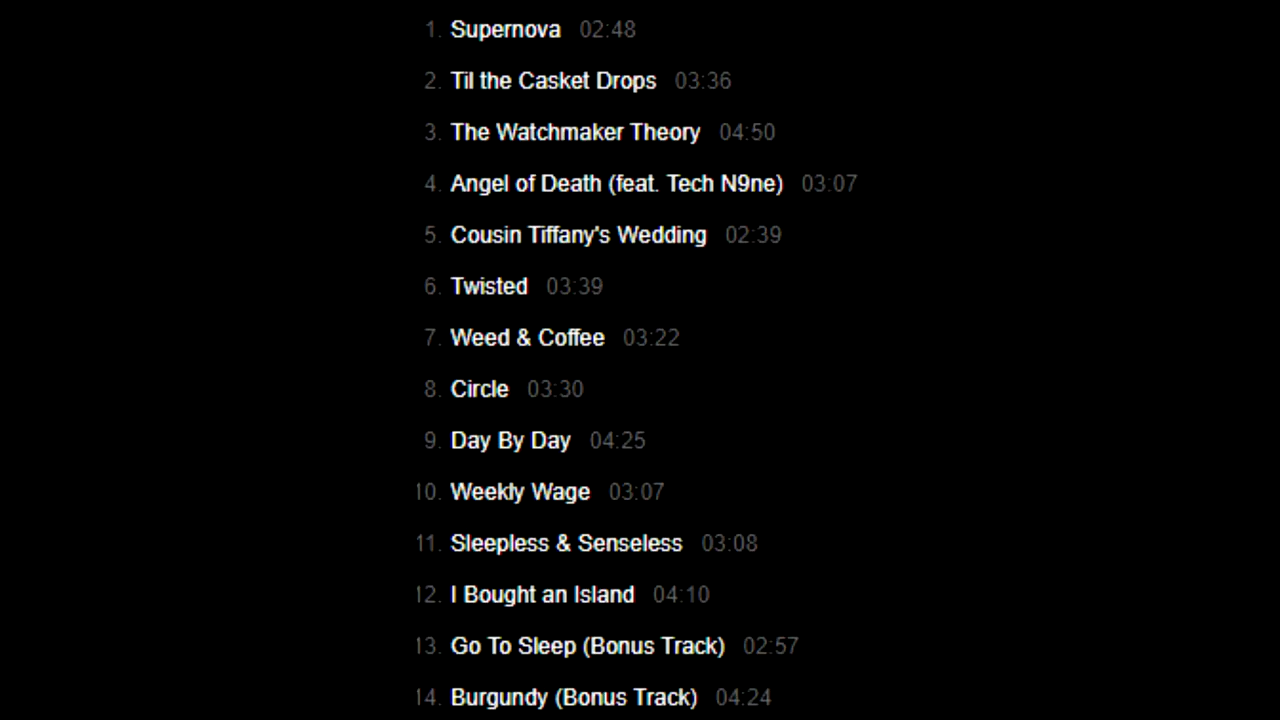 1. Supernova 02:48
2. Til the Casket Drops 03:36
3. The Watchmaker Theory 04:50
4. Angel of Death (feat. Tech N9ne) 03:07
5. Cousin Tiffany's Wedding 02:39
6. Twisted 03:39
7. Weed & Coffee 03:22
8. Circle 03:30
9. Day By Day 04:25
10. Weekly Wage 03:07
11. Sleepless & Senseless 03:08
12. I Bought an Island 04:10
13. Go To Sleep (Bonus Track) 02:57
14. Burgundy (Bonus Track) 04:24